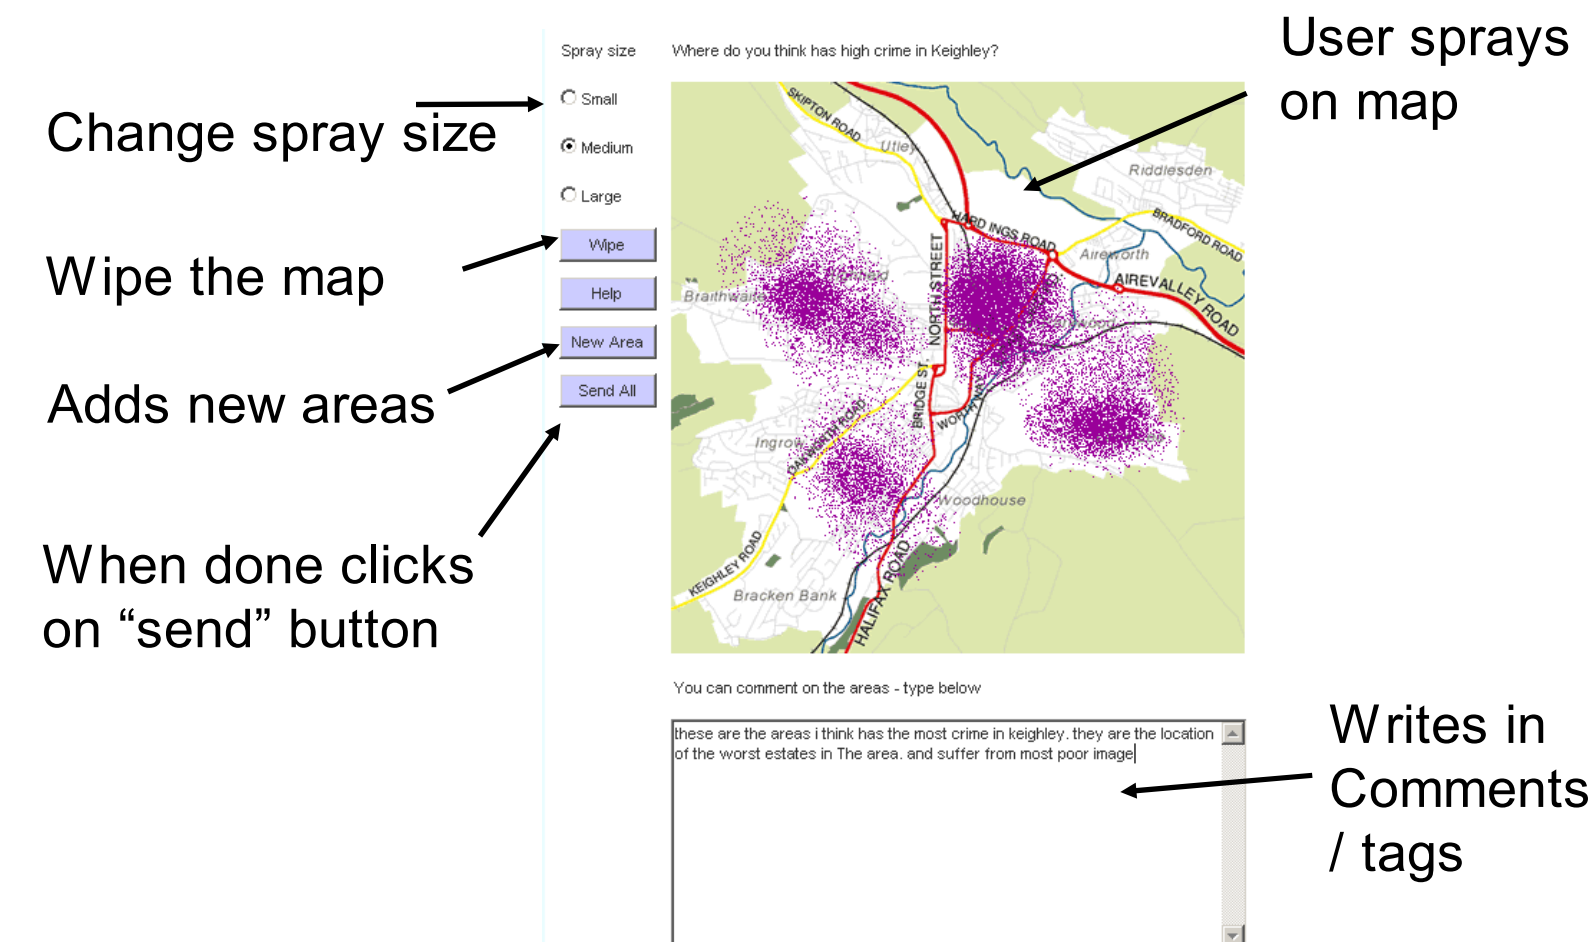 Change spray size
Wipe the map
Adds new areas
When done clicks
on “send” button
Spray size
Small
Medium
Large
Wipe
Help
New Area
Send All
Where do you think has high crime in Keighley?
SKIPTON ROAD
Utley
Riddlesden
HARD INGS ROAD
BRADFORD ROAD
Aireworth
AIREVALLEY ROAD
NORTH STREET
Braithwaite
BRIDGE ST.
WORTH WAY
Ingrow
OAKWORTH ROAD
Woodhouse
KEIGHLEY ROAD
Bracken Bank
HALIFAX ROAD
User sprays
on map
You can comment on the areas - type below
these are the areas i think has the most crime in keighley. they are the location
of the worst estates in The area. and suffer from most poor image
Writes in
Comments
/ tags